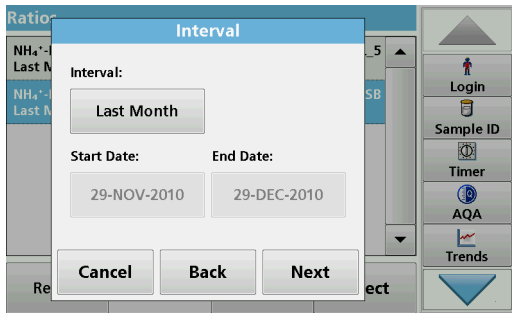 Ratios
Interval
NH₄⁺-
Last
_5
Interval:
Login
NH₄⁺-
Last
SB
Last Month
Sample ID
Start Date:
End Date:
Timer
29-NOV-2010
29-DEC-2010
AQA
Trends
Cancel
Back
Next
Re
ect